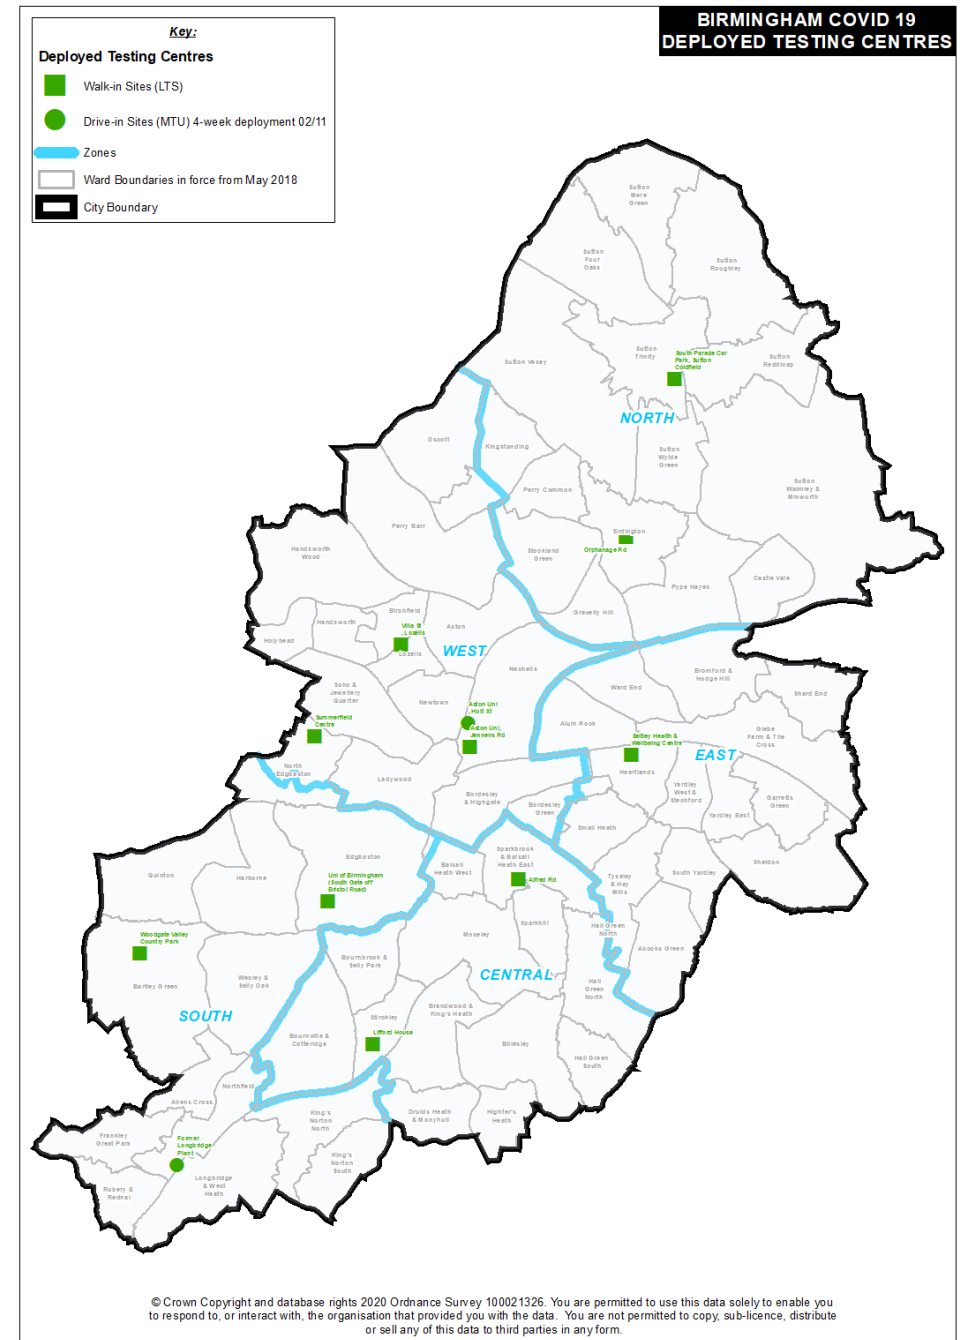 BIRMINGHAM COVID 19
DEPLOYED TESTING CENTRES
Key:
Deployed Testing Centres
Walk-in Sites (LTS)
Drive-in Sites (MTU) 4-week deployment 02/11
Zones
Ward Boundaries in force from May 2018
City Boundary
Sutton
Mere
Green
Sutton
Four
Oaks
Sutton
Roughley
Sutton Vesey
Sutton
Trinity
South Parade Car
Park, Sutton
Coldfield
Sutton
Reddicap
NORTH
Oscott
Kingstanding
Sutton
Wylde
Green
Sutton
Walmley &
Minworth
Perry Common
Perry Barr
Erdington
Orphanage Rd
Stockland
Green
Handsworth
Wood
Pype Hayes
Castle Vale
Gravelly Hill
Birchfield
Handsworth
Aston
Villa St
, Lozells
Lozells
Holyhead
WEST
Nechells
Bromford &
Hodge Hill
Ward End
Shard End
Soho &
Jewellery
Quarter
Newtown
Aston Uni
, Holt St
Aston Uni,
Jennens Rd
Alum Rock
Glebe
Farm & Tile
Cross
Summerfield
Centre
Saltley Health &
Wellbeing Centre
EAST
North
Edgbaston
Ladywood
Heartlands
Yardley
West &
Stechford
Garretts
Green
Bordesley
& Highgate
Bordesley
Green
Yardley East
Small Heath
Edgbaston
Balsall
Heath West
Sparkbrook
& Balsall
Heath East
Sheldon
Quinton
Harborne
Uni of Birmingham
(South Gate off
Bristol Road)
Alfred Rd
Tyseley
& Hay
Mills
South Yardley
Woodgate Valley
Country Park
Moseley
Sparkhill
Hall Green
North
Acocks Green
Bartley Green
Weoley &
Selly Oak
Bournbrook &
Selly Park
CENTRAL
Hall
Green
North
SOUTH
Stirchley
Brandwood &
King's Heath
Bournville &
Cotteridge
Lifford House
Billesley
Hall Green
South
Northfield
Allens Cross
King's
Norton
North
Druids Heath
& Monyhull
Highter's
Heath
Frankley
Great Park
Former
Longbridge
Plant
King's
Norton
South
Rubery &
Rednal
Longbridge
& West
Heath
© Crown Copyright and database rights 2020 Ordnance Survey 100021326. You are permitted to use this data solely to enable you
to respond to, or interact with, the organisation that provided you with the data. You are not permitted to copy, sub-licence, distribute
or sell any of this data to third parties in any form.